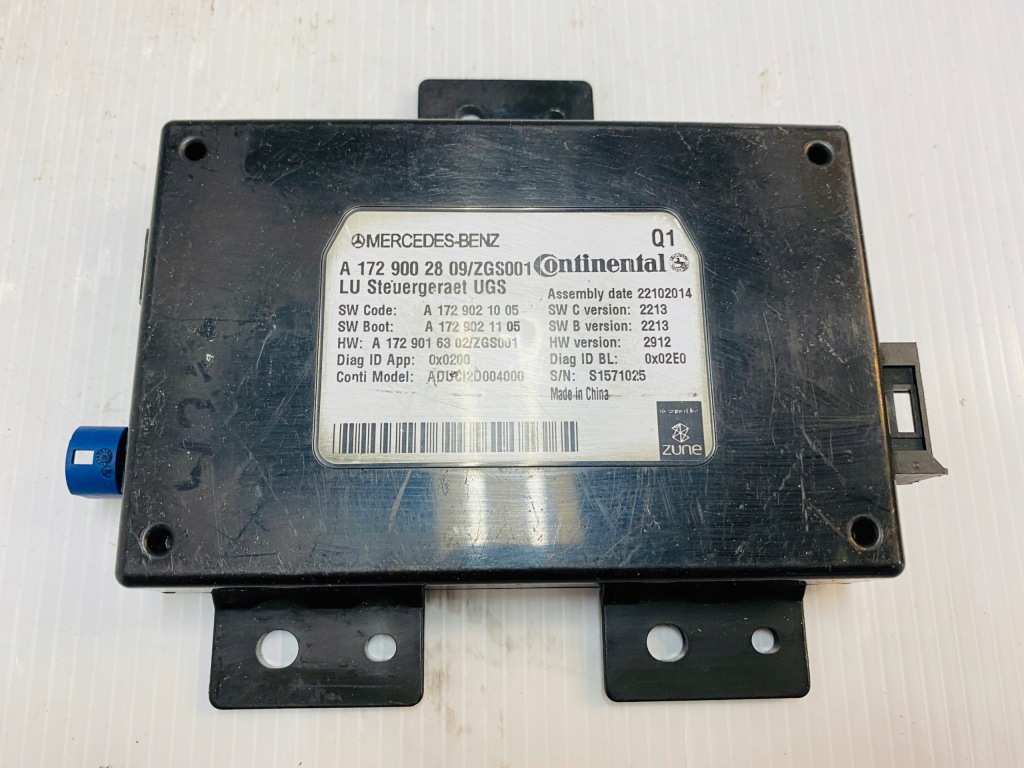 MERCEDES-BENZ
Q1
A 172 900 28 09/ZGS001
Continental
LU Steuergeraet UGS
Assembly date 22102014
SW Code: A 172 902 10 05
SW C version: 2213
SW Boot: A 172 902 11 05
SW B version: 2213
HW: A 172 901 63 02/ZGS001
HW version: 2912
Diag ID App: 0x0200
Diag ID BL: 0x02E0
Conti Model:
S/N: S1571025
Made in China
zune